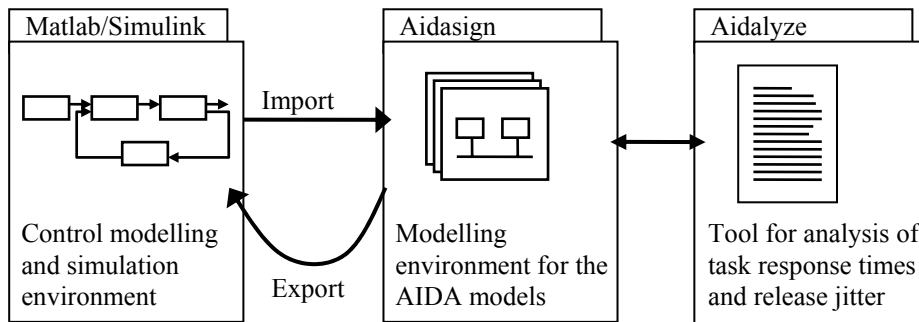 Matlab/Simulink
Aidasign
Aidalyze
Import
Control modelling
and simulation
environment
Export
Modelling
environment for the
AIDA models
Tool for analysis of
task response times
and release jitter